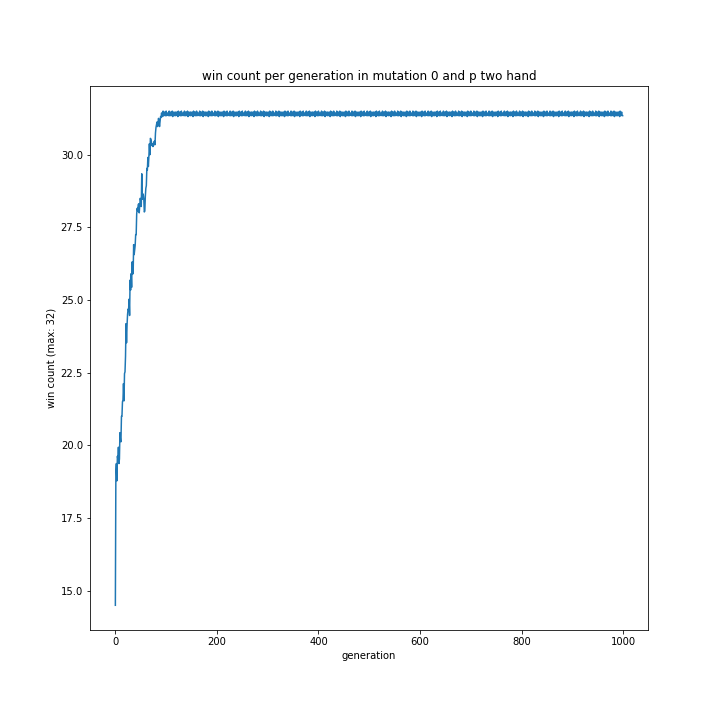 win count per generation in mutation 0 and p two hand
30.0
27.5
25.0
22.5
20.0
17.5
15.0
win count (max: 32)
0 200 400 600 800 1000
generation